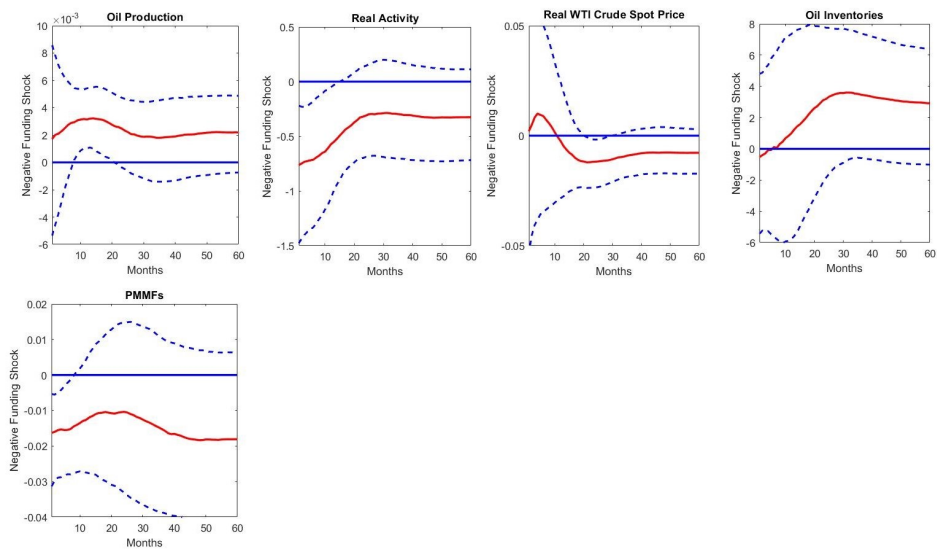 Oil Production
×10⁻³
10
8
6
4
2
0
-2
-4
-6
10 20 30 40 50 60
Months
Negative Funding Shock
Real Activity
0.5
0
-0.5
-1
-1.5
10 20 30 40 50 60
Months
Negative Funding Shock
Real WTI Crude Spot Price
0.05
0
-0.05
10 20 30 40 50 60
Months
Negative Funding Shock
Oil Inventories
8
6
4
2
0
-2
-4
-6
10 20 30 40 50 60
Months
Negative Funding Shock
PMMFs
0.02
0.01
0
-0.01
-0.02
-0.03
-0.04
10 20 30 40 50 60
Months
Negative Funding Shock